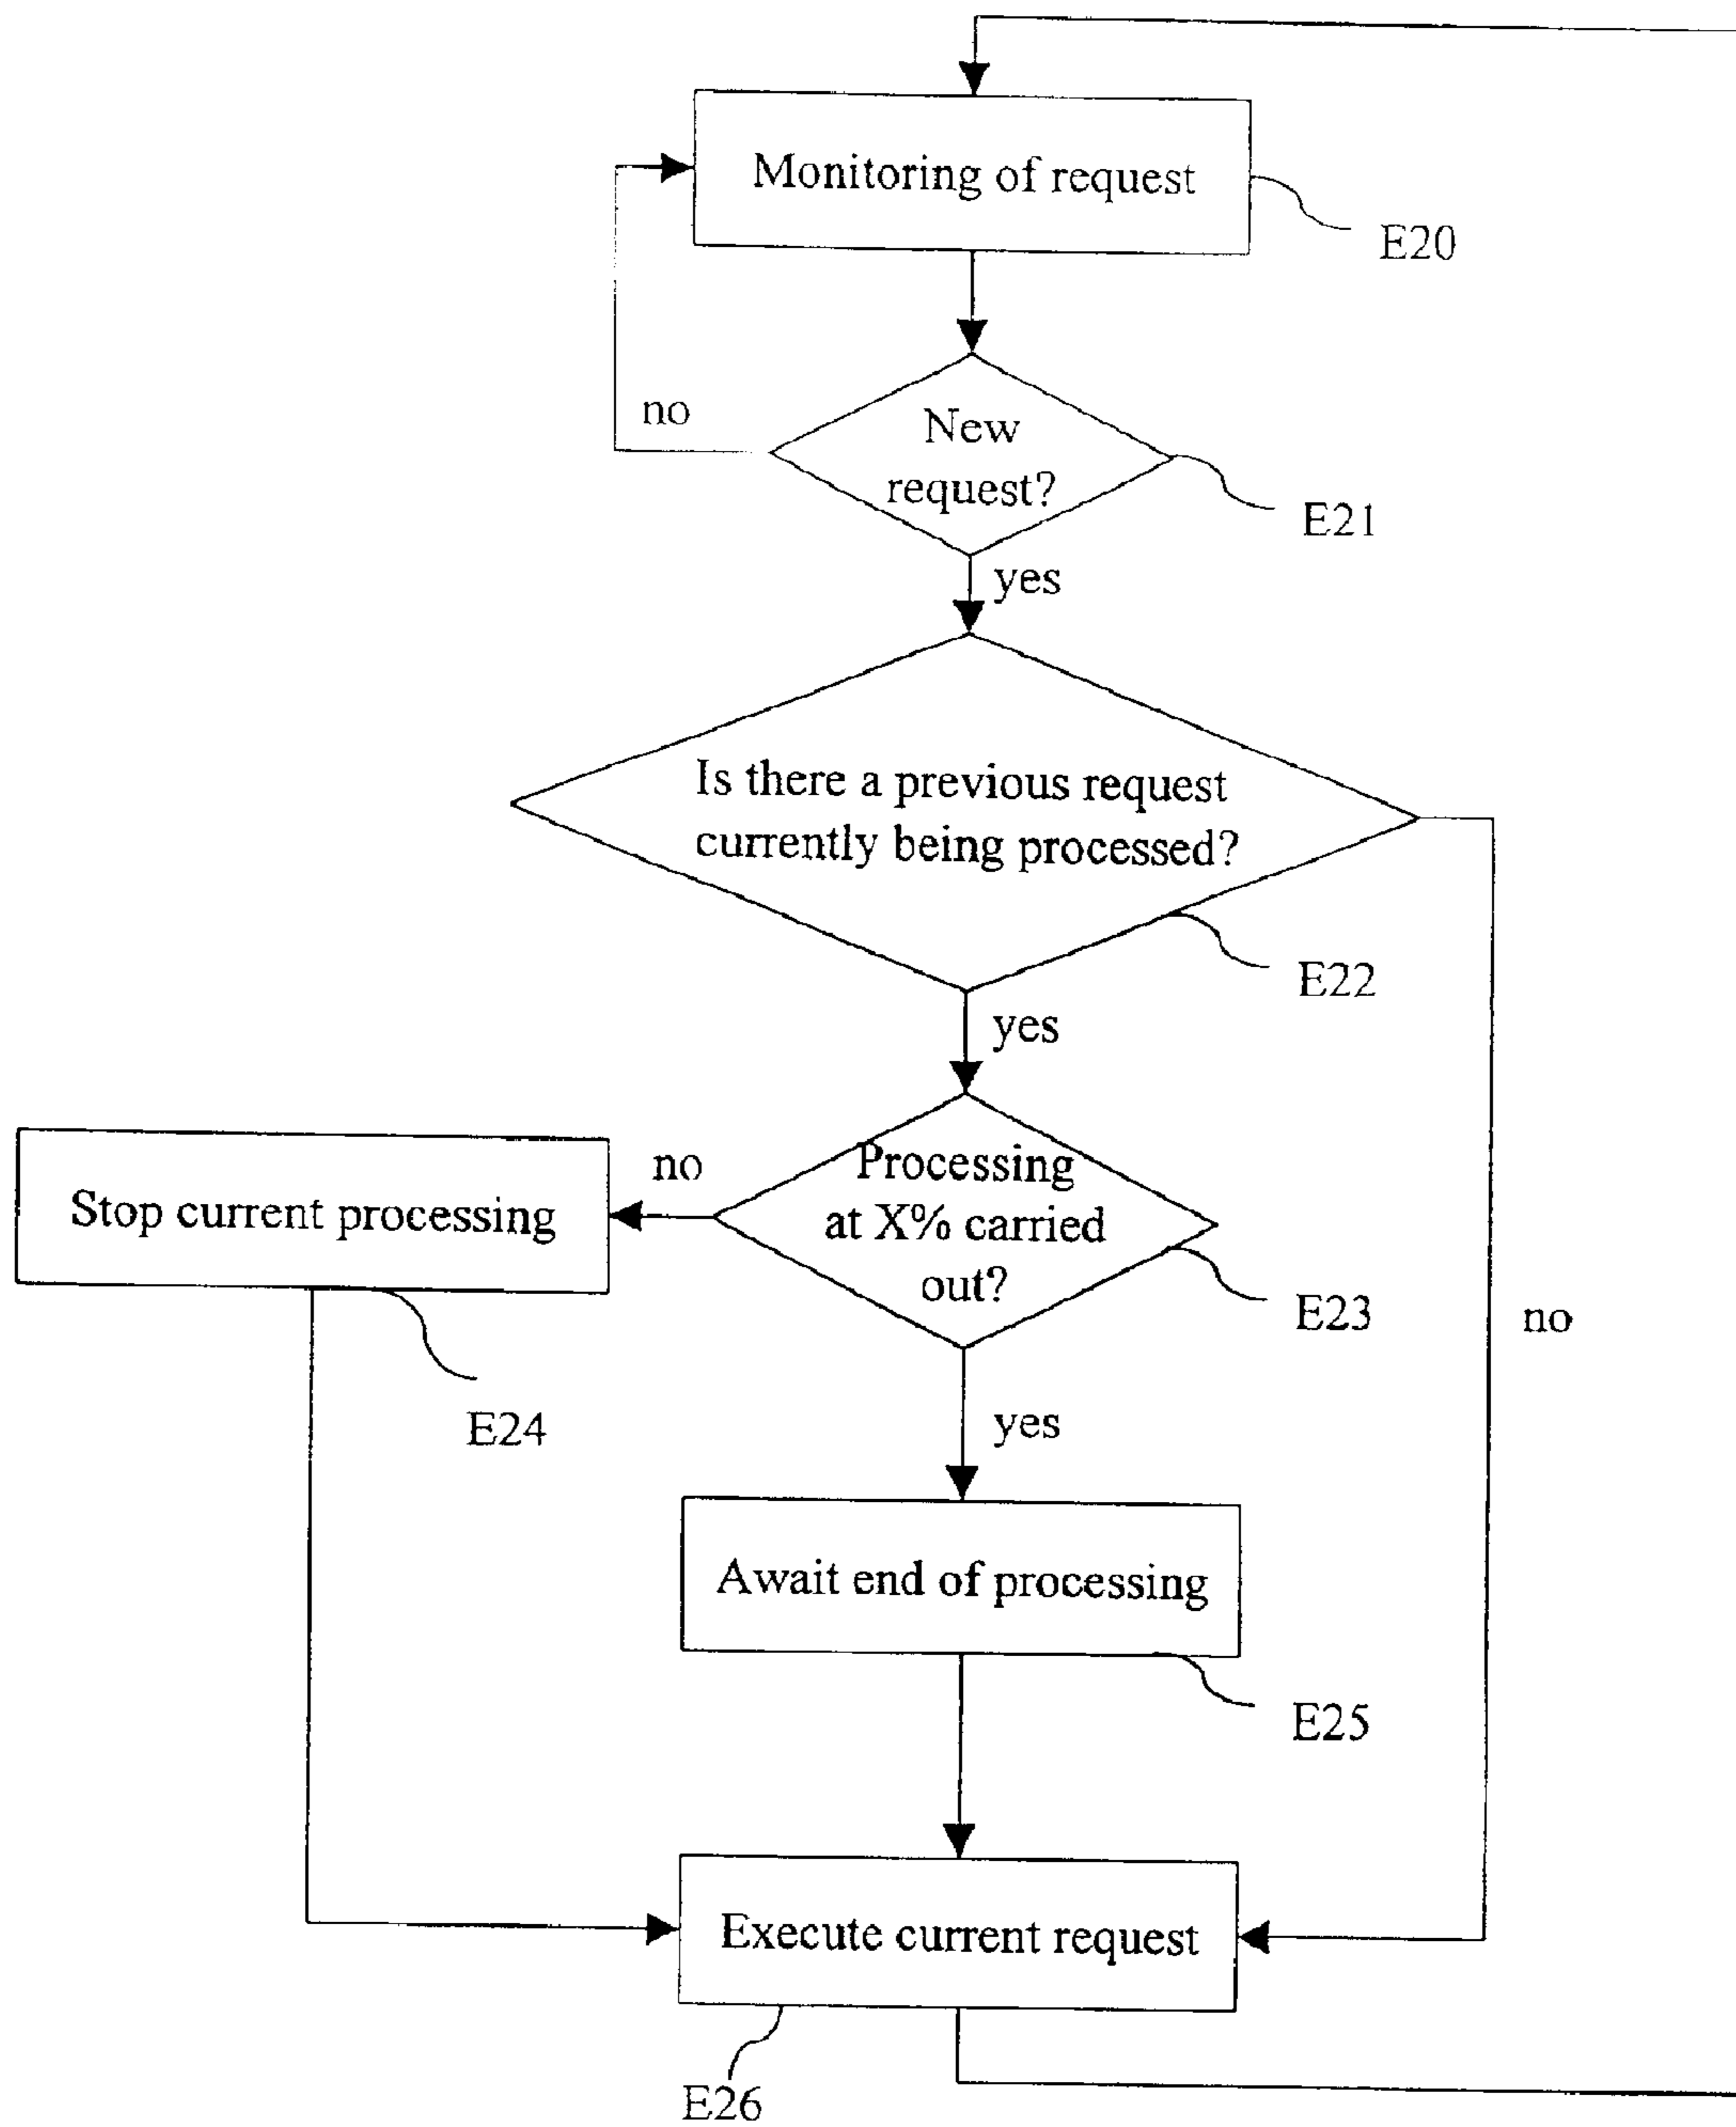 Monitoring of request
E20
no
New
request?
E21
yes
Is there a previous request
currently being processed?
E22
yes
Stop current processing
no
Processing
at X% carried
out?
E23
no
E24
yes
Await end of processing
E25
Execute current request
E26